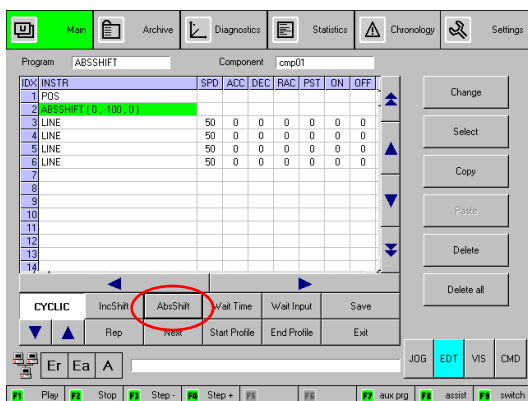 Main Archive Diagnostics Statistics Chronology Settings
Program ABSSHIFT Component cmp01
IDX INSTR SPD ACC DEC RAC PST ON OFF
1 POS
2 ABSSHIFT ( 0 , -100 , 0 )
3 LINE 50 0 0 0 0 0 0
4 LINE 50 0 0 0 0 0 0
5 LINE 50 0 0 0 0 0 0
6 LINE 50 0 0 0 0 0 0
7
8
9
10
11
12
13
14
Change
Select
Copy
Paste
Delete
Delete all
CYCLIC IncShift AbsShift Wait Time Wait Input Save
Rep Next Start Profile End Profile Exit
Er Ea A
JOG EDT VIS CMD
F1 Play F2 Stop F3 Step - F4 Step + F5 F6 F7 aux prg F8 assist F9 switch